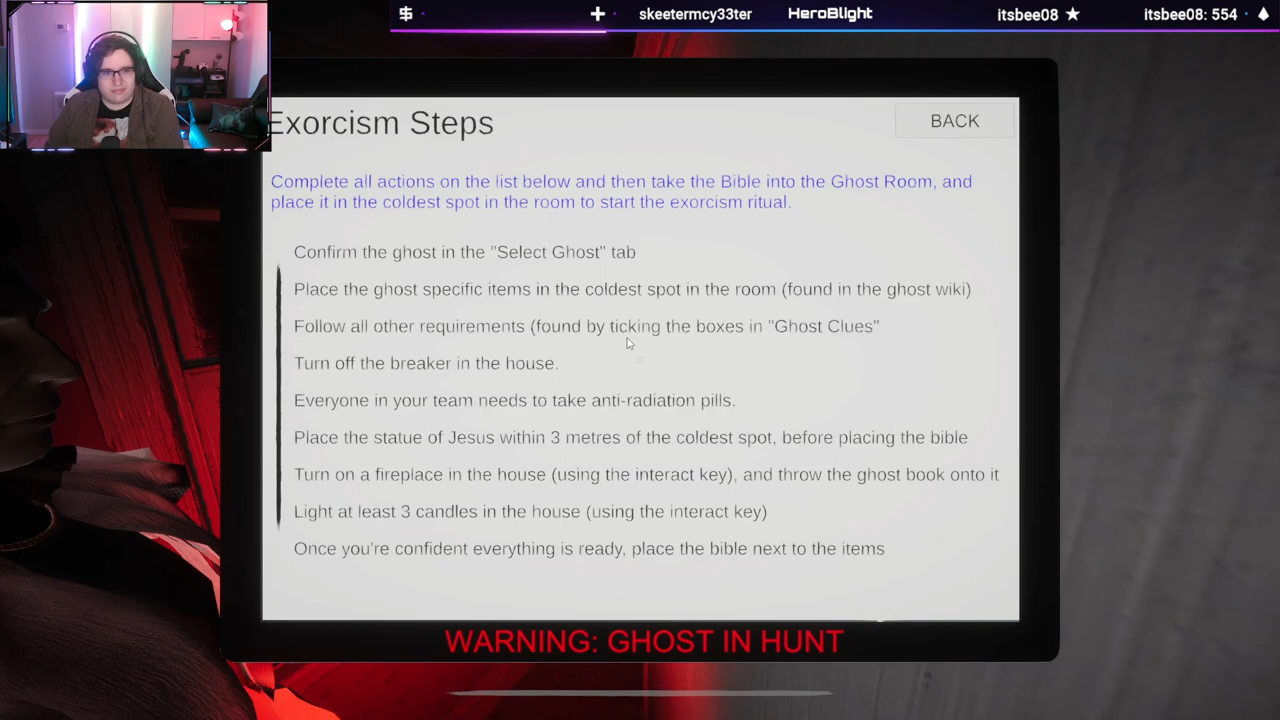 skeetermcy33ter HeroBlight itsbee08 ★ itsbee08: 554
Exorcism Steps
BACK
Complete all actions on the list below and then take the Bible into the Ghost Room, and
place it in the coldest spot in the room to start the exorcism ritual.
Confirm the ghost in the "Select Ghost" tab
Place the ghost specific items in the coldest spot in the room (found in the ghost wiki)
Follow all other requirements (found by ticking the boxes in "Ghost Clues"
Turn off the breaker in the house.
Everyone in your team needs to take anti-radiation pills.
Place the statue of Jesus within 3 metres of the coldest spot, before placing the bible
Turn on a fireplace in the house (using the interact key), and throw the ghost book onto it
Light at least 3 candles in the house (using the interact key)
Once you're confident everything is ready, place the bible next to the items
WARNING: GHOST IN HUNT